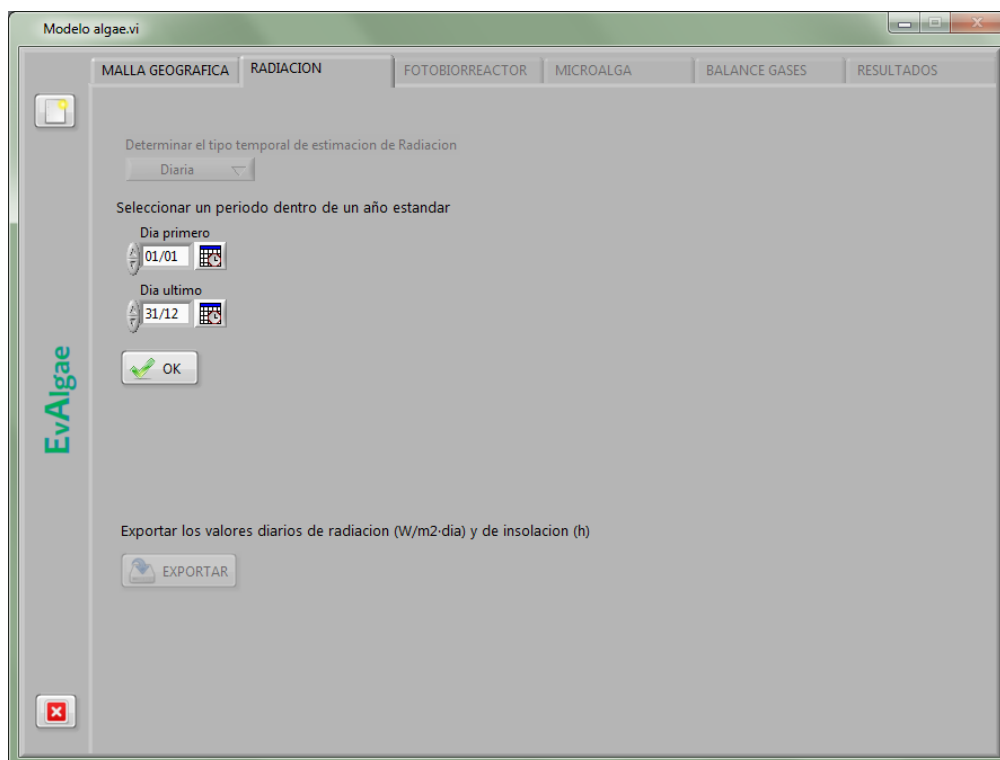 Modelo algae.vi
MALLA GEOGRAFICA
RADIACION
FOTOBIORREACTOR
MICROALGA
BALANCE GASES
RESULTADOS
Determinar el tipo temporal de estimacion de Radiacion
Diaria
Seleccionar un periodo dentro de un año estandar
Dia primero
01/01
Dia ultimo
31/12
OK
EvAlgae
Exportar los valores diarios de radiacion (W/m2·dia) y de insolacion (h)
EXPORTAR